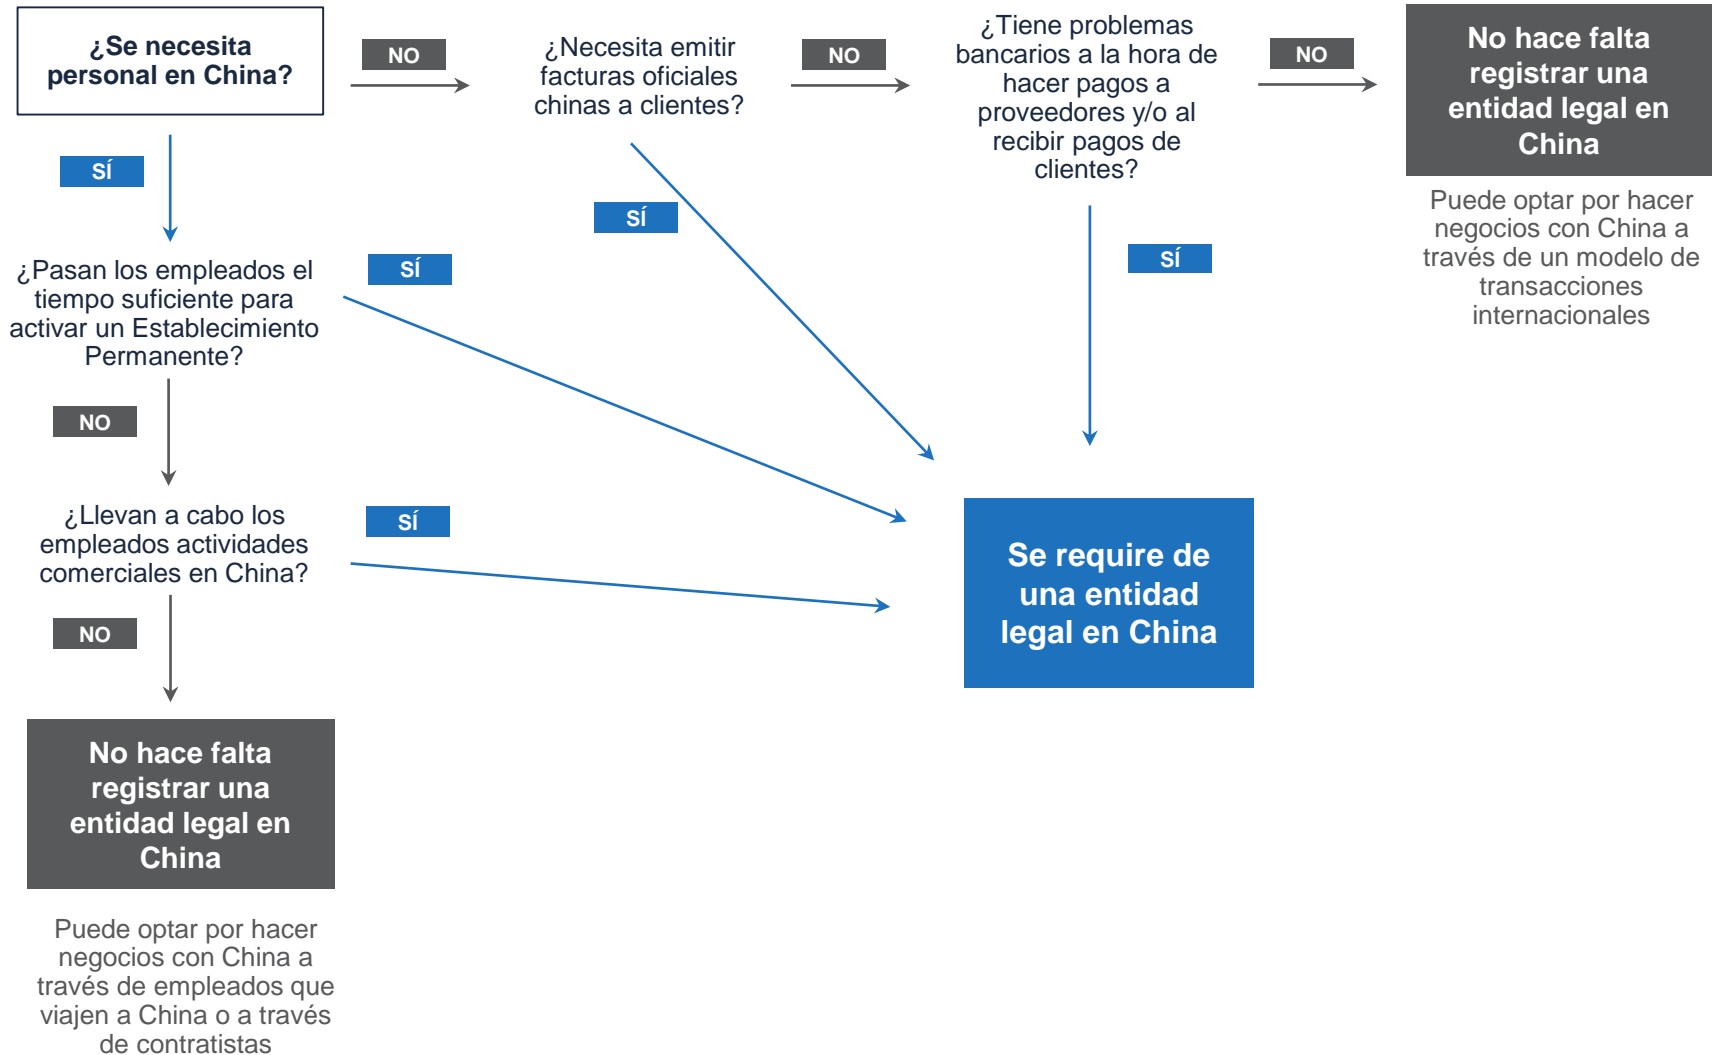 ¿Se necesita
personal en China?
NO
¿Necesita emitir
facturas oficiales
chinas a clientes?
NO
¿Tiene problemas
bancarios a la hora de
hacer pagos a
proveedores y/o al
recibir pagos de
clientes?
NO
No hace falta
registrar una
entidad legal en
China
Puede optar por hacer
negocios con China a
través de un modelo de
transacciones
internacionales
SÍ
SÍ
SÍ
¿Pasan los empleados el
tiempo suficiente para
activar un Establecimiento
Permanente?
SÍ
NO
¿Llevan a cabo los
empleados actividades
comerciales en China?
SÍ
Se require de
una entidad
legal en China
NO
No hace falta
registrar una
entidad legal en
China
Puede optar por hacer
negocios con China a
través de empleados que
viajen a China o a través
de contratistas